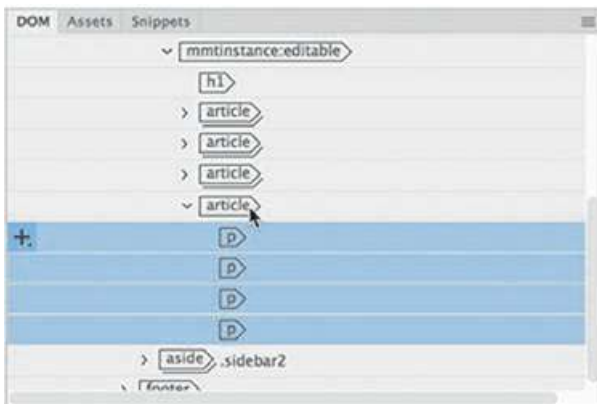 DOM Assets Snippets
mmtinstance:editable
h1
article
article
article
article
p
p
p
p
aside .sidebar2
footer